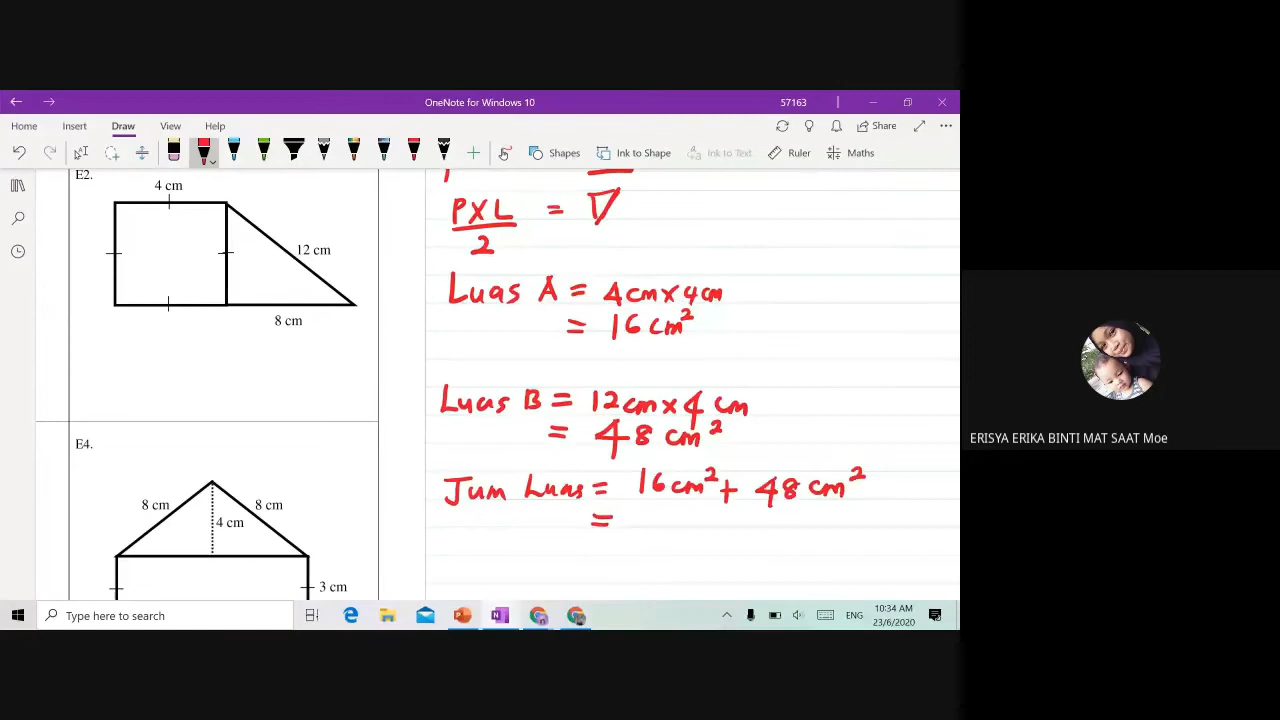 OneNote for Windows 10
57163
Home Insert Draw View Help
Share
Shapes Ink to Shape Ink to Text Ruler Maths
E2.
4 cm
12 cm
8 cm
E4.
8 cm
8 cm
4 cm
3 cm
PXL = ▽
2
Luas A = 4cm x 4cm
= 16 cm²
Luas B = 12cm x 4 cm
= 48 cm²
Jum Luas = 16cm² + 48 cm²
=
ERISYA ERIKA BINTI MAT SAAT Moe
Type here to search
ENG
10:34 AM
23/6/2020